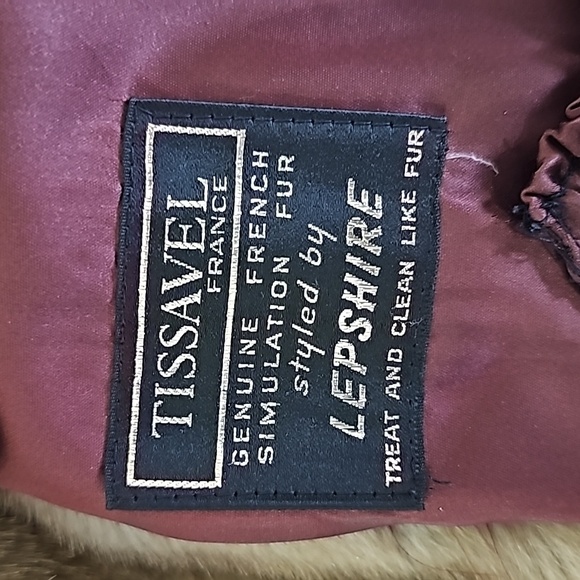 TISSAVEL
FRANCE
GENUINE FRENCH
SIMULATION FUR
styled by
LEPSHIRE
TREAT AND CLEAN LIKE FUR